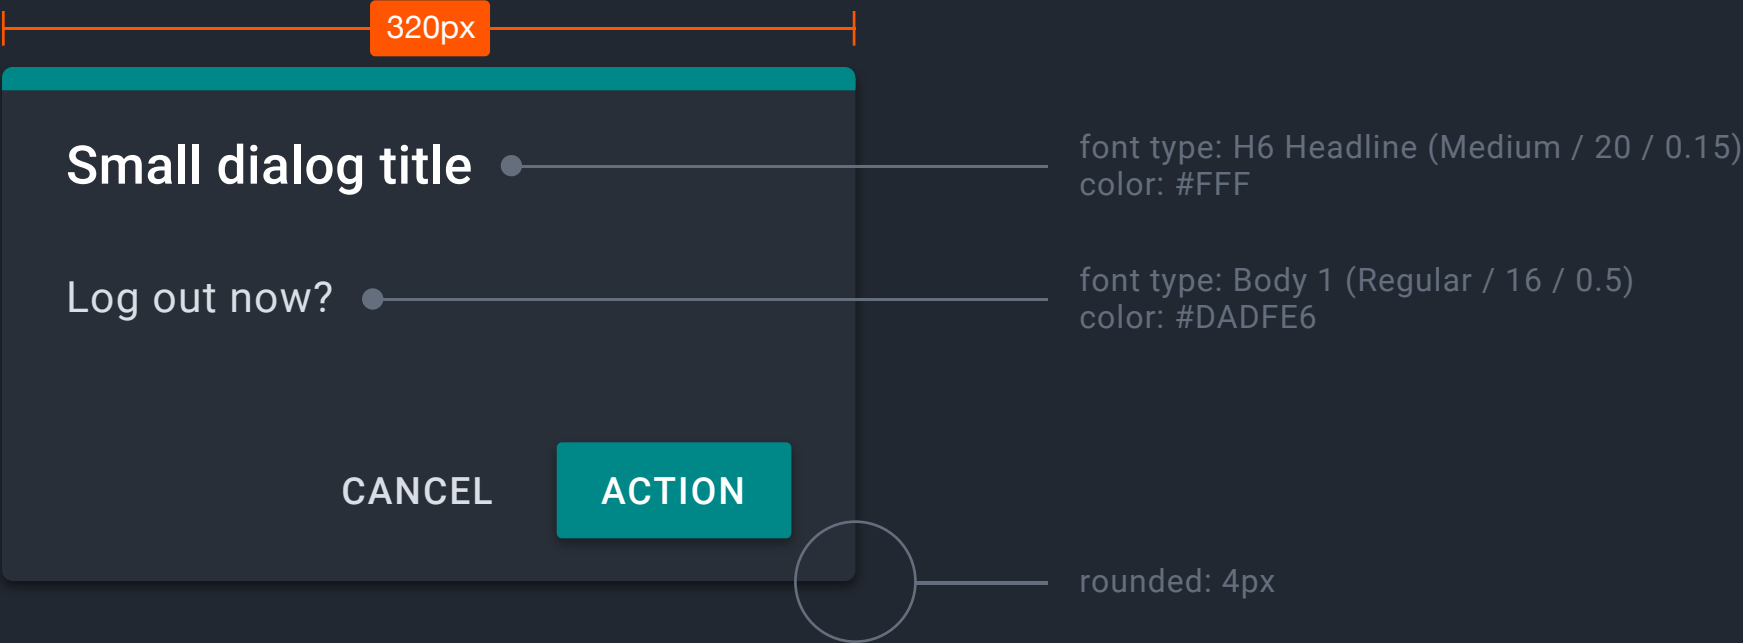 320px
Small dialog title
font type: H6 Headline (Medium / 20 / 0.15)
color: #FFF
Log out now?
font type: Body 1 (Regular / 16 / 0.5)
color: #DADFE6
CANCEL
ACTION
rounded: 4px